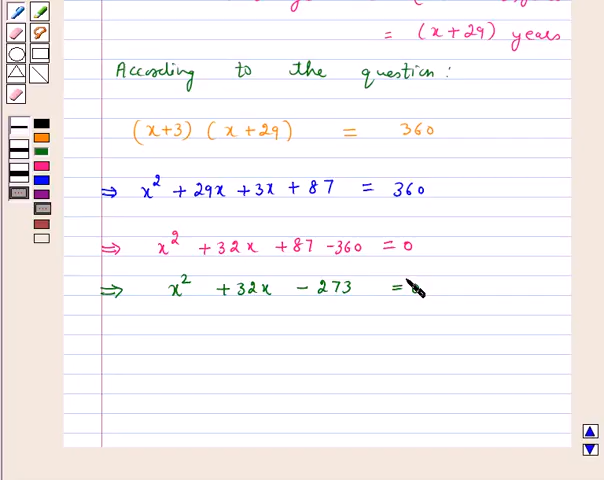 = (x+29) years
According to the question:
(x+3) (x+29) = 360
⇒ x² + 29x + 3x + 87 = 360
⇒ x² + 32x + 87 - 360 = 0
⇒ x² + 32x - 273 =